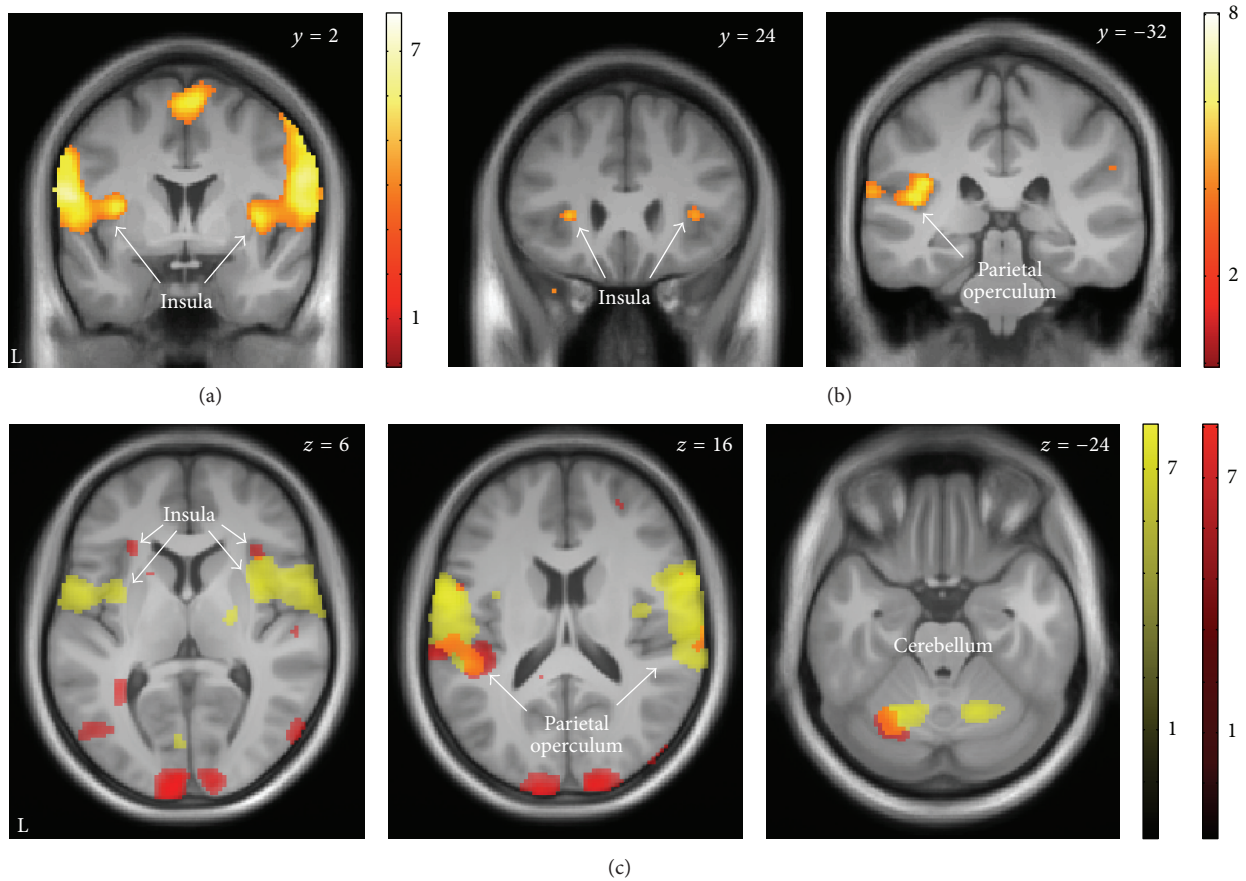 y = 2
7
1
Insula
L
(a)
y = 24
Insula
y = −32
Parietal
operculum
8
2
(b)
z = 6
Insula
L
z = 16
Parietal
operculum
z = −24
Cerebellum
7
1
7
1
(c)